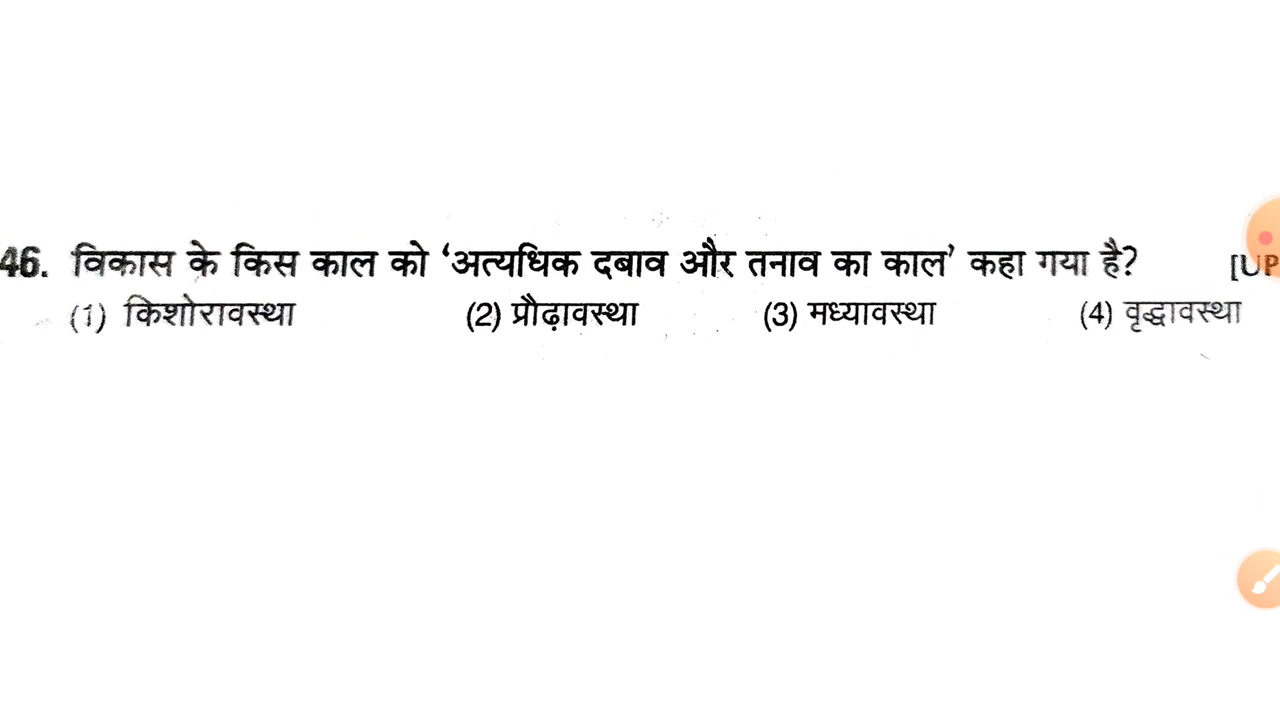 46. विकास के किस काल को ‘अत्यधिक दबाव और तनाव का काल’ कहा गया है? [UP
(1) किशोरावस्था (2) प्रौढ़ावस्था (3) मध्यावस्था (4) वृद्धावस्था